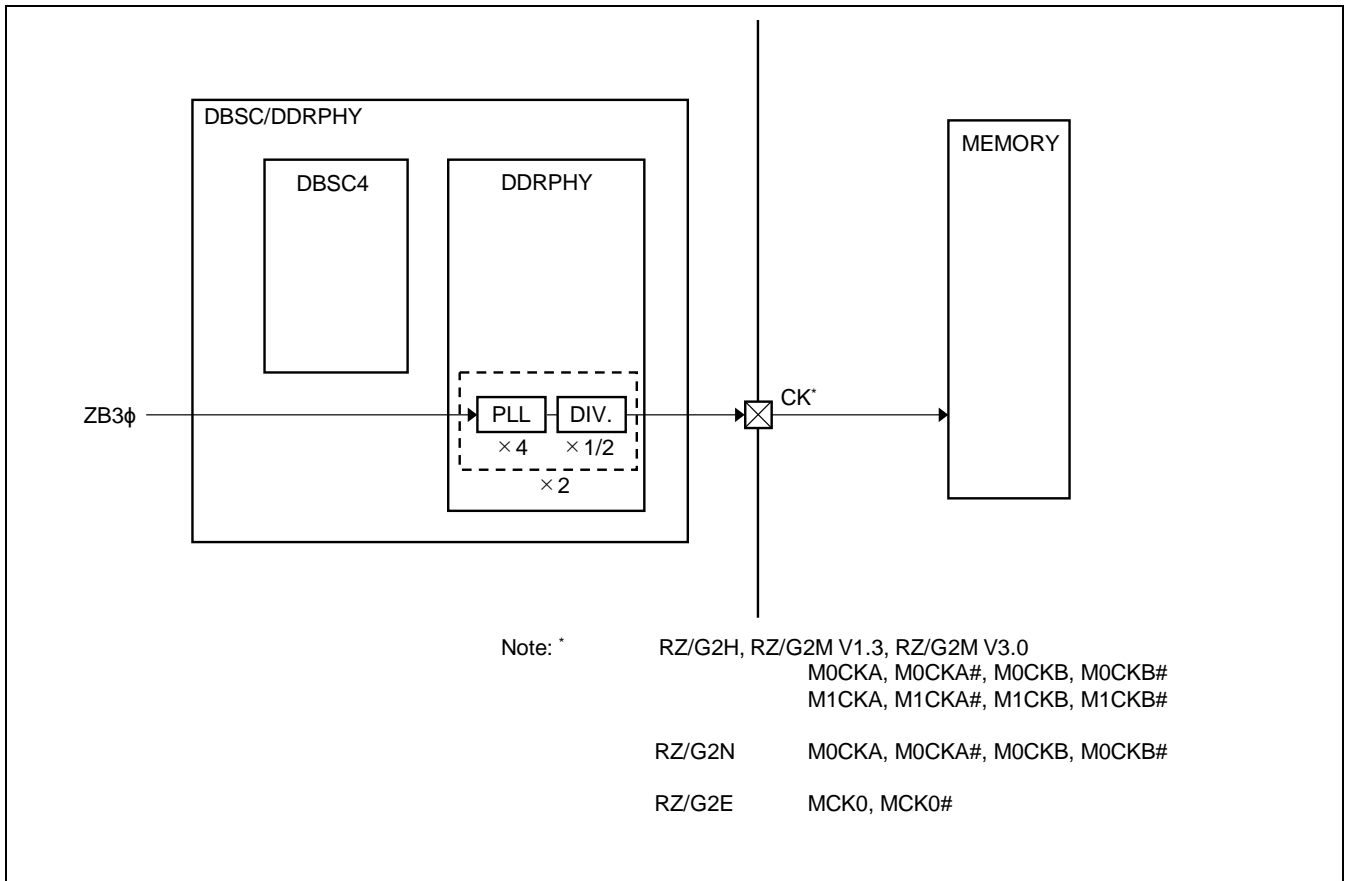 DBSC/DDRPHY
MEMORY
DBSC4
DDRPHY
ZB3ϕ
PLL
DIV.
CK*
×4
×1/2
×2
Note: * RZ/G2H, RZ/G2M V1.3, RZ/G2M V3.0
M0CKA, M0CKA#, M0CKB, M0CKB#
M1CKA, M1CKA#, M1CKB, M1CKB#
RZ/G2N M0CKA, M0CKA#, M0CKB, M0CKB#
RZ/G2E MCK0, MCK0#